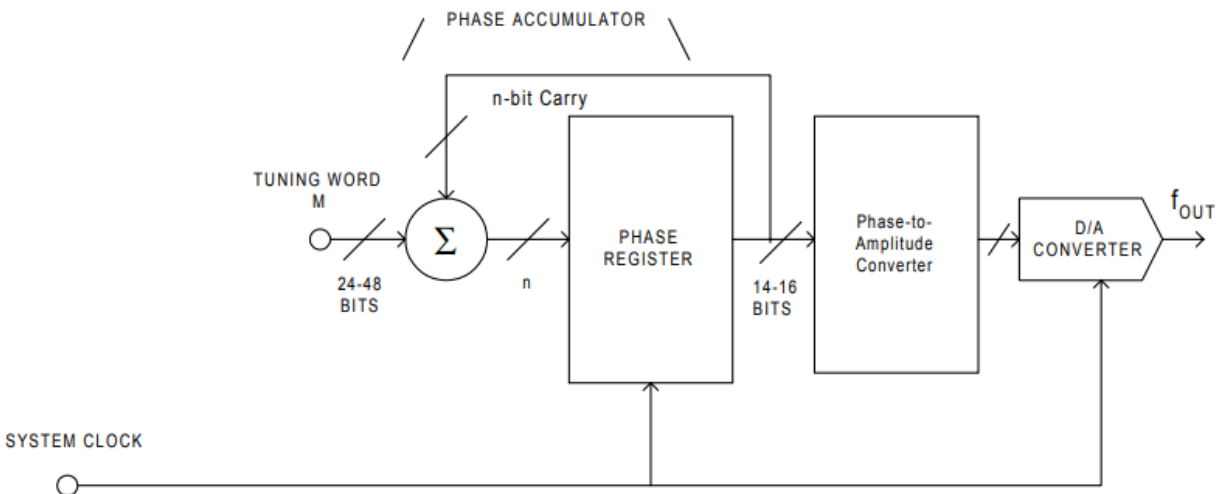 PHASE ACCUMULATOR
n-bit Carry
TUNING WORD
M
Σ
24-48
BITS
n
PHASE
REGISTER
14-16
BITS
Phase-to-
Amplitude
Converter
D/A
CONVERTER
fOUT
SYSTEM CLOCK